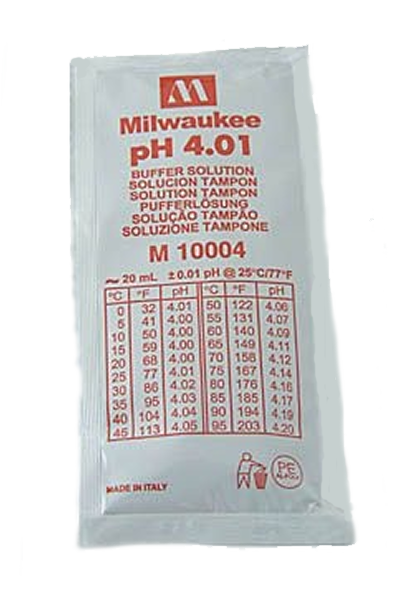 Milwaukee
pH 4.01
BUFFER SOLUTION
SOLUCION TAMPON
SOLUTION TAMPON
PUFFERLÖSUNG
SOLUÇÃO TAMPÃO
SOLUZIONE TAMPONE
M 10004
~ 20 mL ± 0.01 pH @ 25°C/77°F
°C °F pH °C °F pH
0 32 4.01 50 122 4.06
5 41 4.00 55 131 4.07
10 50 4.00 60 140 4.09
15 59 4.00 65 149 4.11
20 68 4.00 70 158 4.12
25 77 4.01 75 167 4.14
30 86 4.02 80 176 4.16
35 95 4.03 85 185 4.17
40 104 4.04 90 194 4.19
45 113 4.05 95 203 4.20
MADE IN ITALY
PE